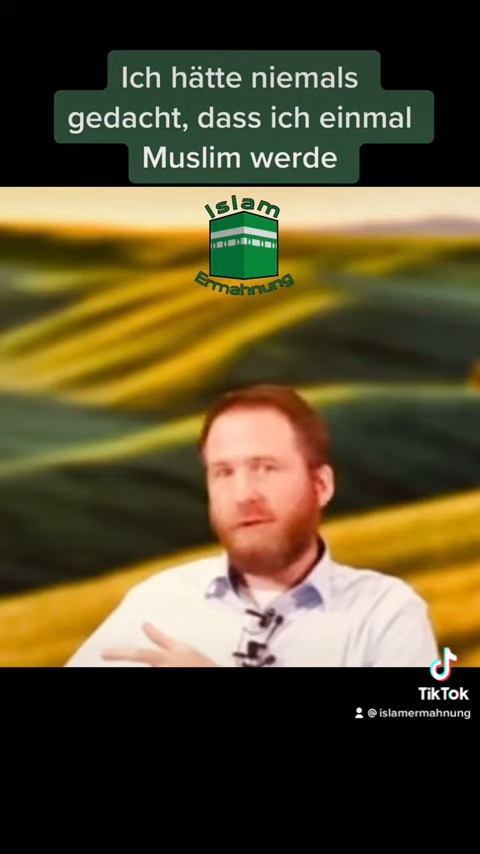 Ich hätte niemals
gedacht, dass ich einmal
Muslim werde
Islam
Ermahnung
TikTok
@islamermahnung